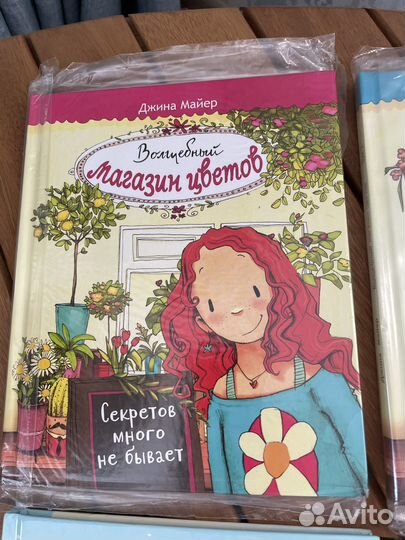 Джина Майер
Волшебный
магазин цветов
Секретов
много
не бывает
Avito